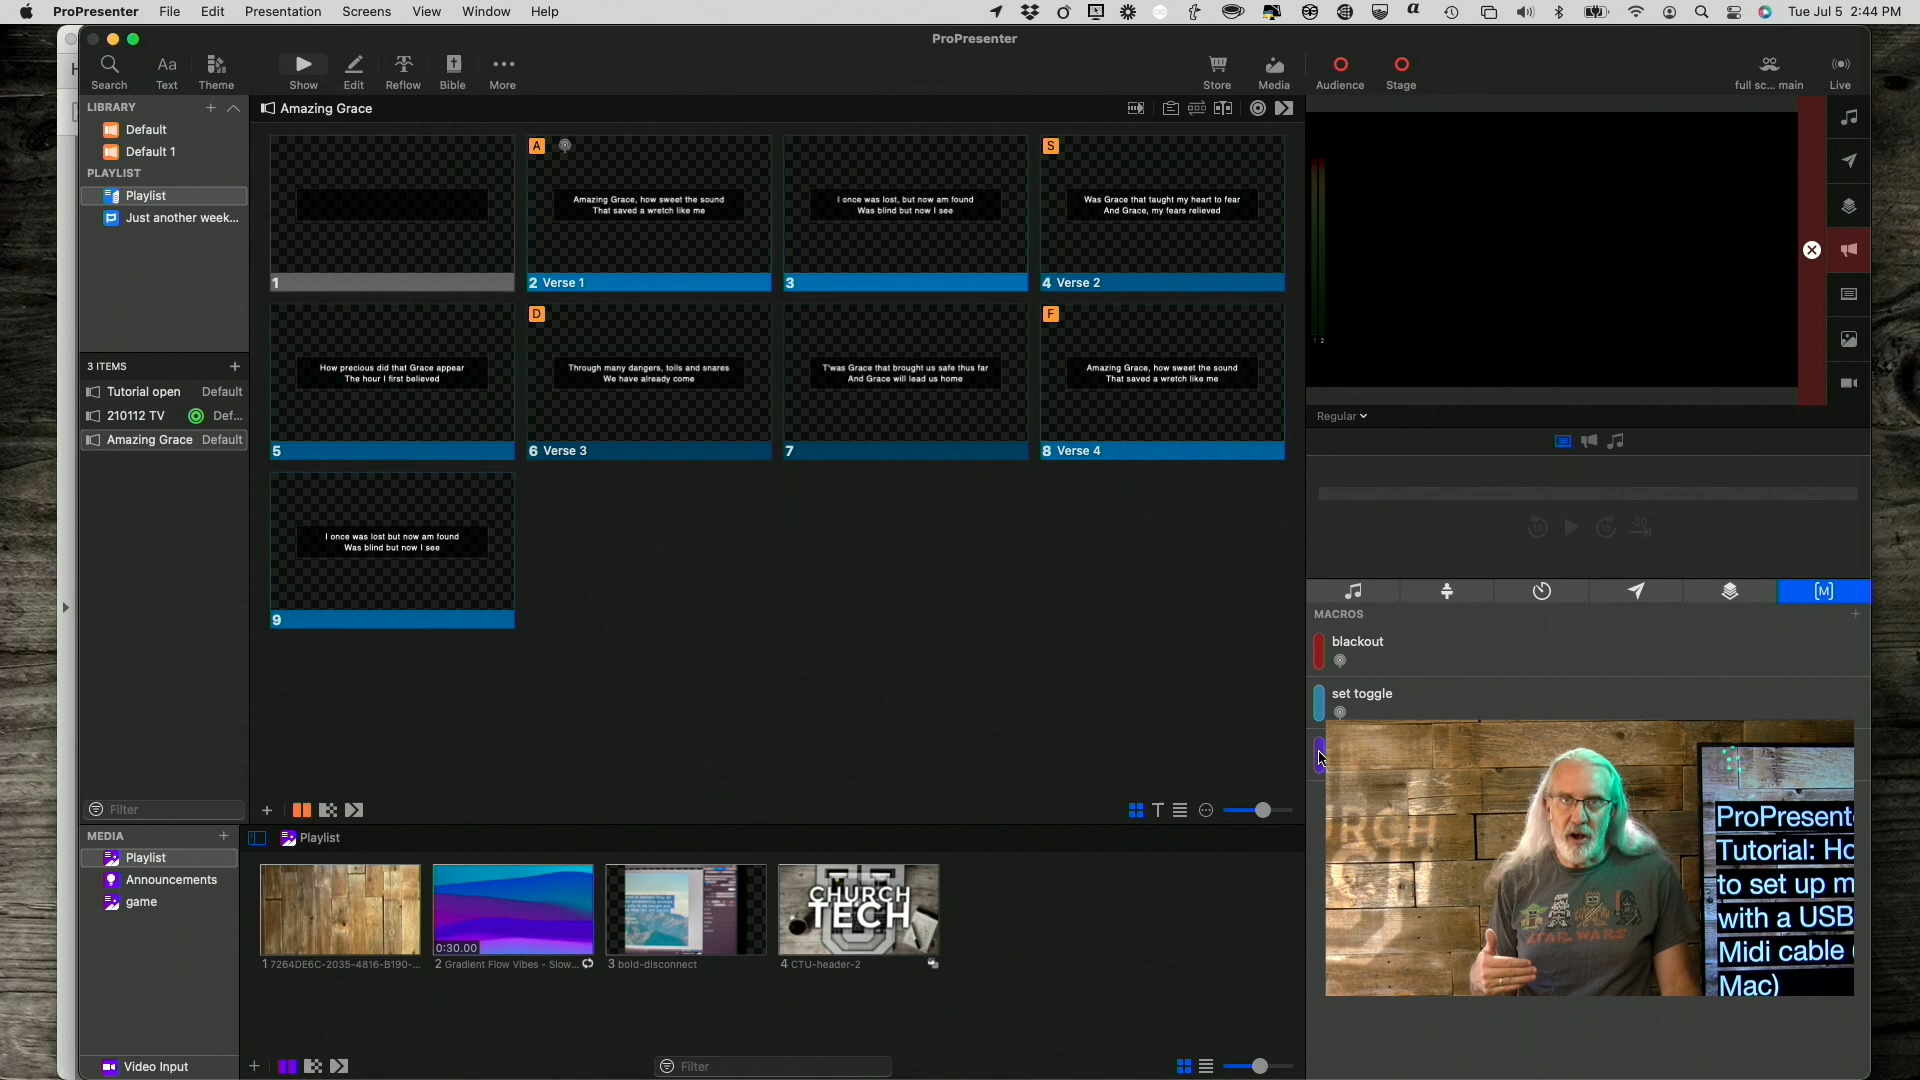 ProPresenter File Edit Presentation Screens View Window Help Tue Jul 5 2:44 PM
ProPresenter
Search Text Theme Show Edit Reflow Bible More Store Media Audience Stage full sc... main Live
LIBRARY
Default
Default 1
PLAYLIST
Playlist
Just another week...
3 ITEMS
Tutorial open Default
210112 TV Def...
Amazing Grace Default
Filter
Amazing Grace
1
A
Amazing Grace, how sweet the sound
That saved a wretch like me
2 Verse 1
I once was lost, but now am found
Was blind but now I see
3
S
Was Grace that taught my heart to fear
And Grace, my fears relieved
4 Verse 2
How precious did that Grace appear
The hour I first believed
5
D
Through many dangers, toils and snares
We have already come
6 Verse 3
T'was Grace that brought us safe thus far
And Grace will lead us home
7
F
Amazing Grace, how sweet the sound
That saved a wretch like me
8 Verse 4
I once was lost but now am found
Was blind but now I see
9
1 2
Regular
MACROS
blackout
set toggle
MEDIA
Playlist
Announcements
game
Video Input
Playlist
0:30.00
CHURCH
TECH
1 7264DE6C-2035-4816-B190-...
2 Gradient Flow Vibes - Slow...
3 bold-disconnect
4 CTU-header-2
Filter
STAR WARS
ProPresent
Tutorial: Ho
to set up m
with a USB
Midi cable (
Mac)